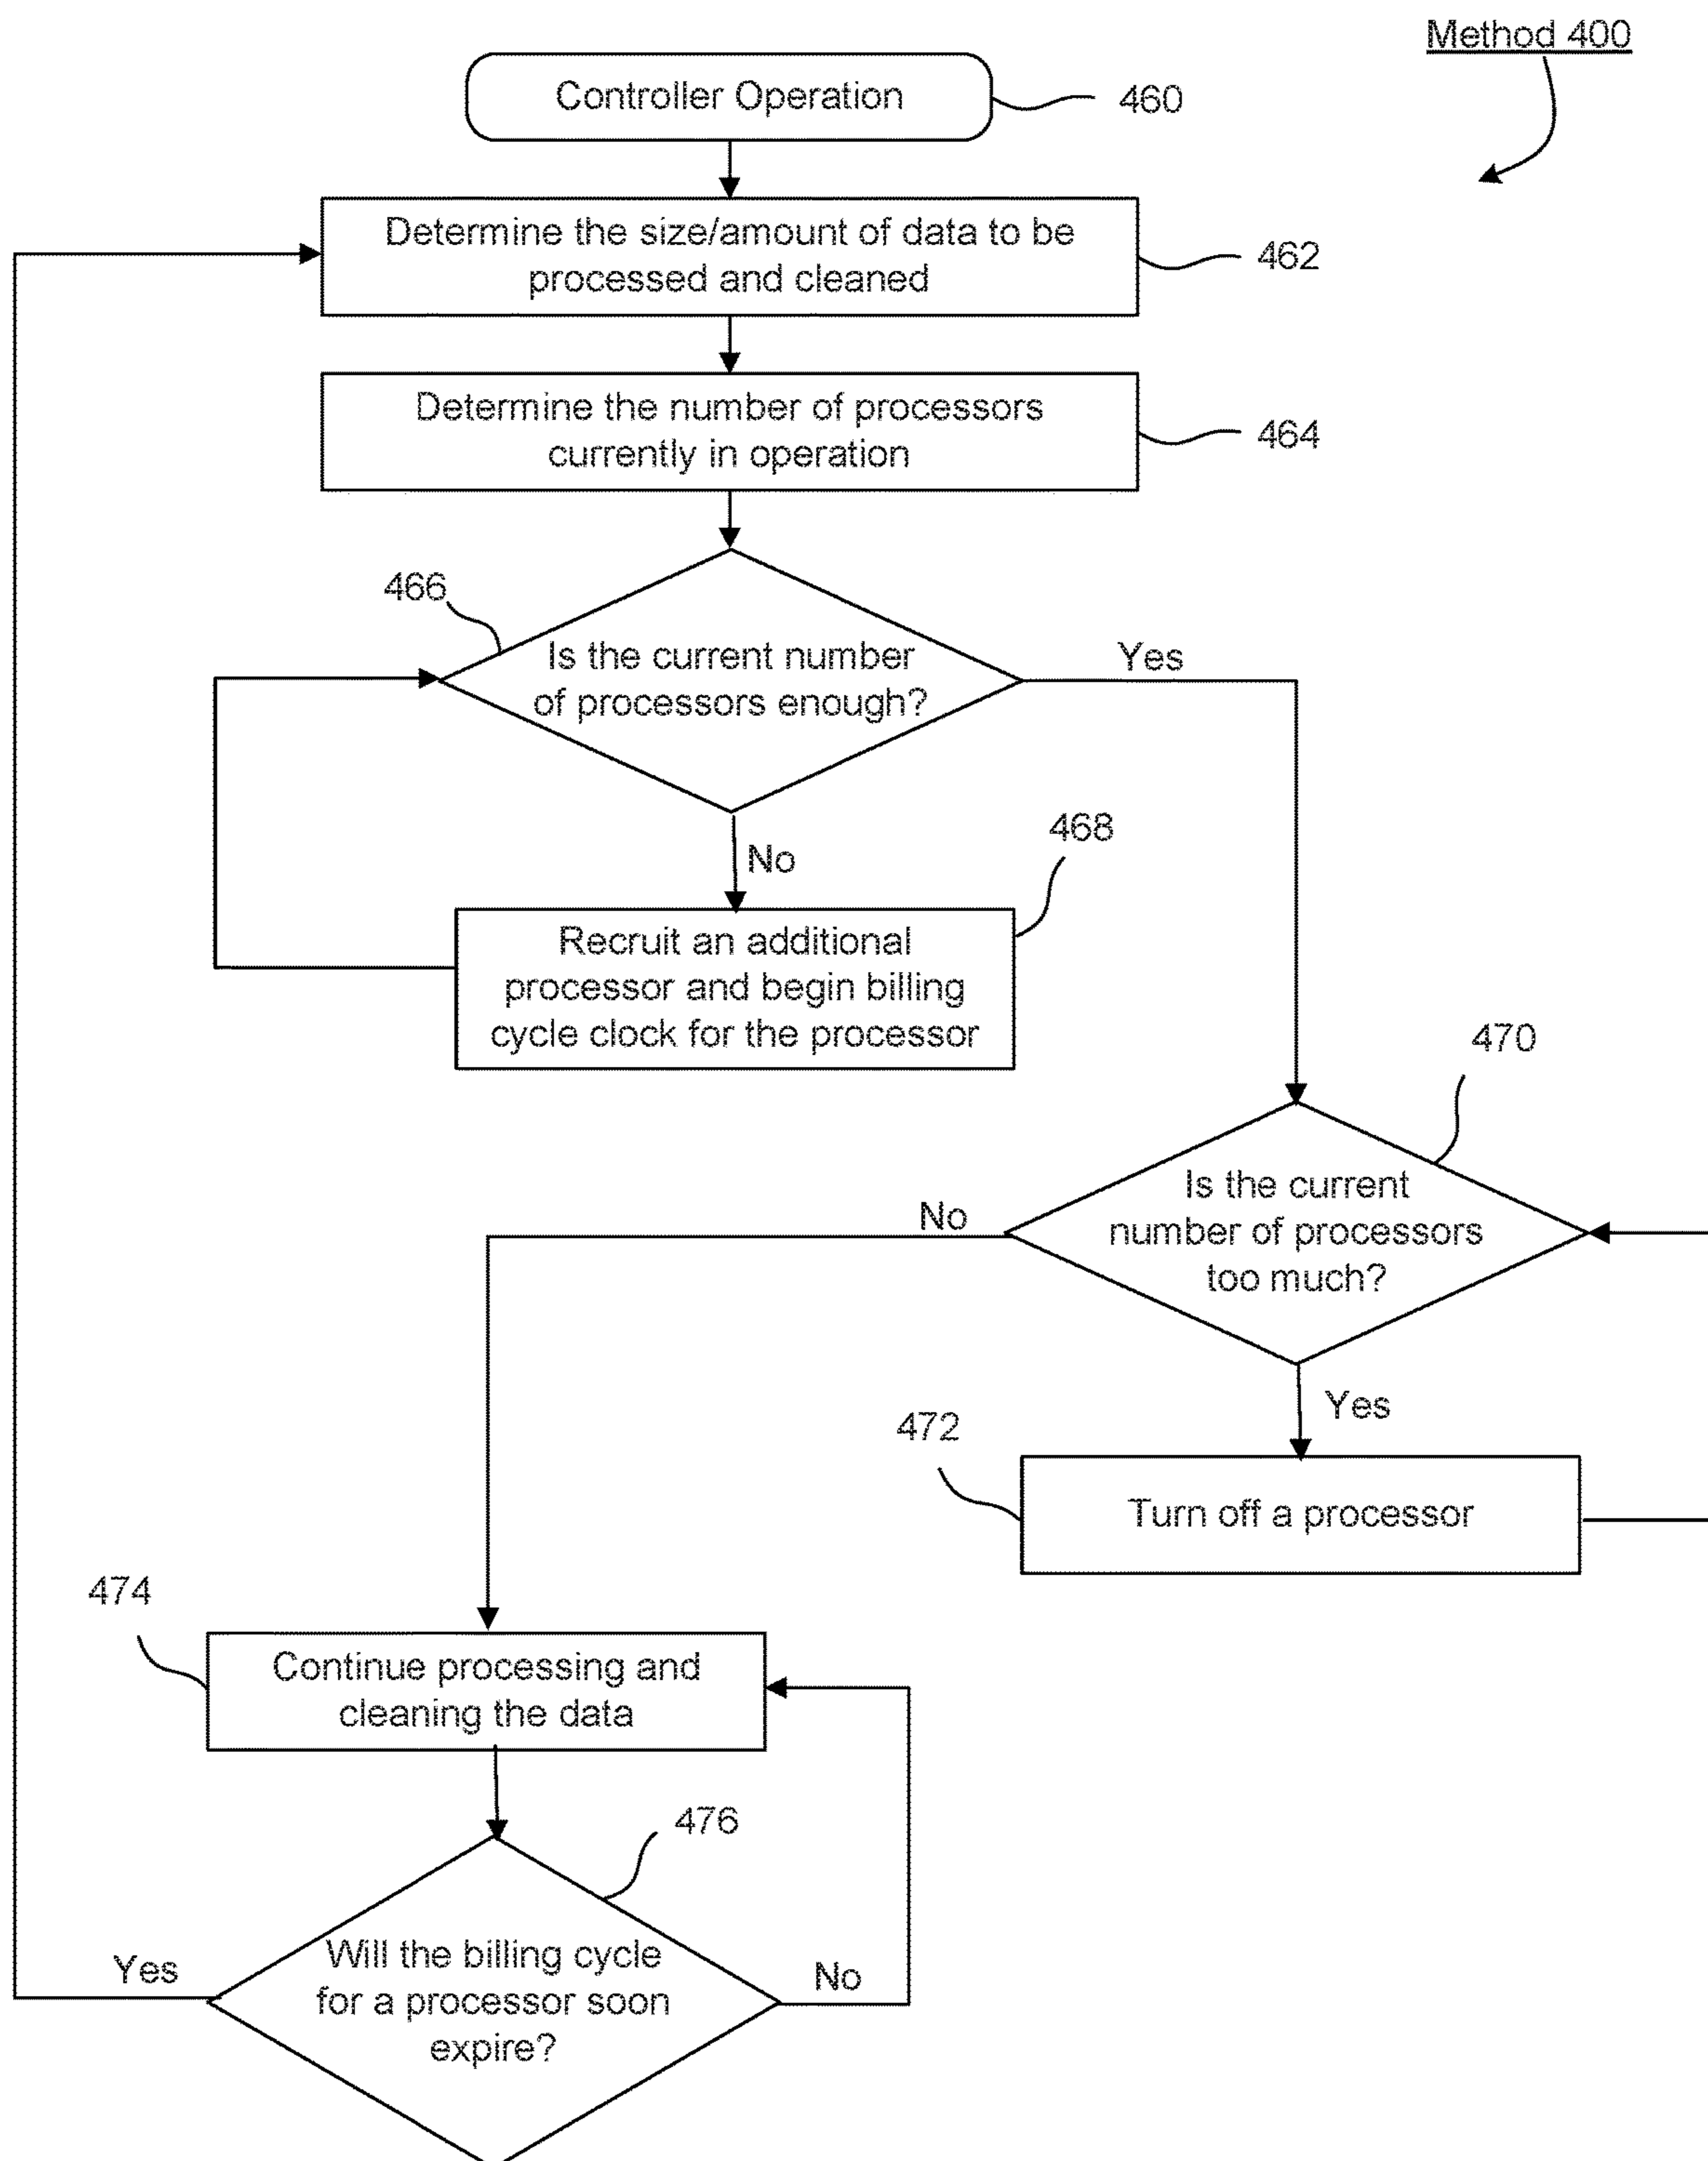 Method 400
Controller Operation
460
Determine the size/amount of data to be
processed and cleaned
462
Determine the number of processors
currently in operation
464
466
Is the current number
of processors enough?
Yes
No
468
Recruit an additional
processor and begin billing
cycle clock for the processor
470
Is the current
number of processors
too much?
No
Yes
472
Turn off a processor
474
Continue processing and
cleaning the data
476
Will the billing cycle
for a processor soon
expire?
Yes
No